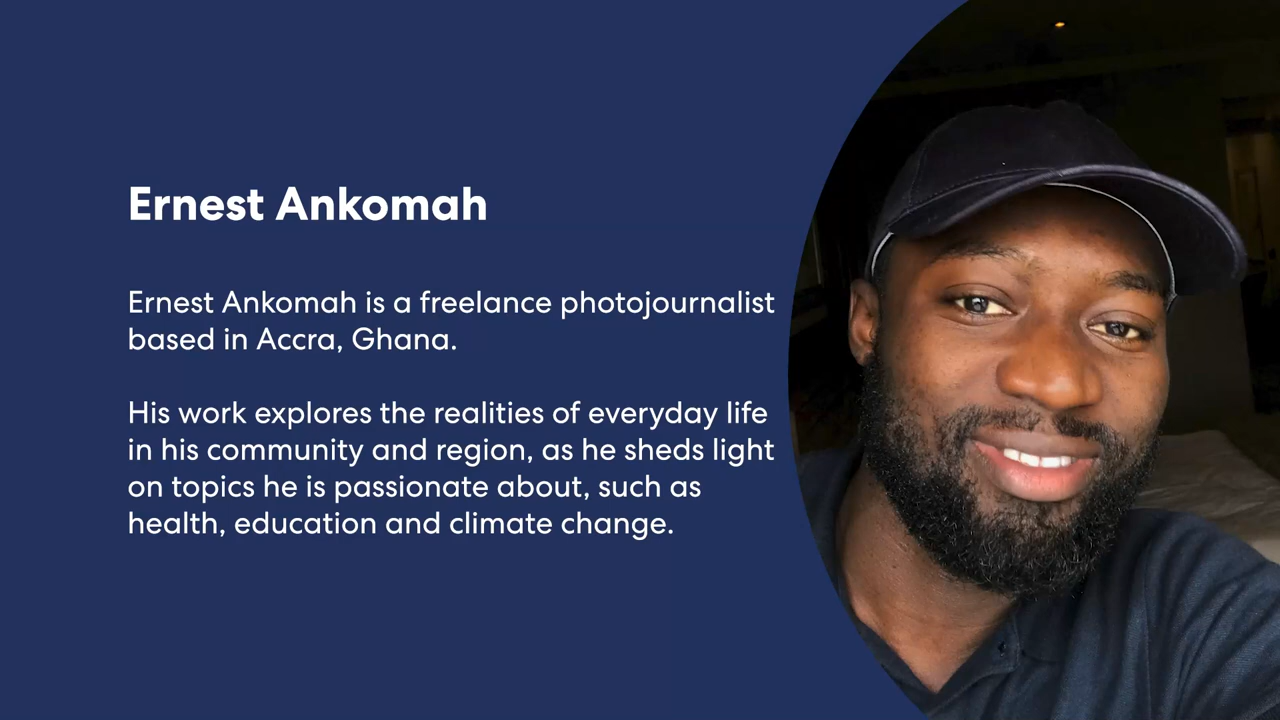 Ernest Ankomah
Ernest Ankomah is a freelance photojournalist
based in Accra, Ghana.
His work explores the realities of everyday life
in his community and region, as he sheds light
on topics he is passionate about, such as
health, education and climate change.